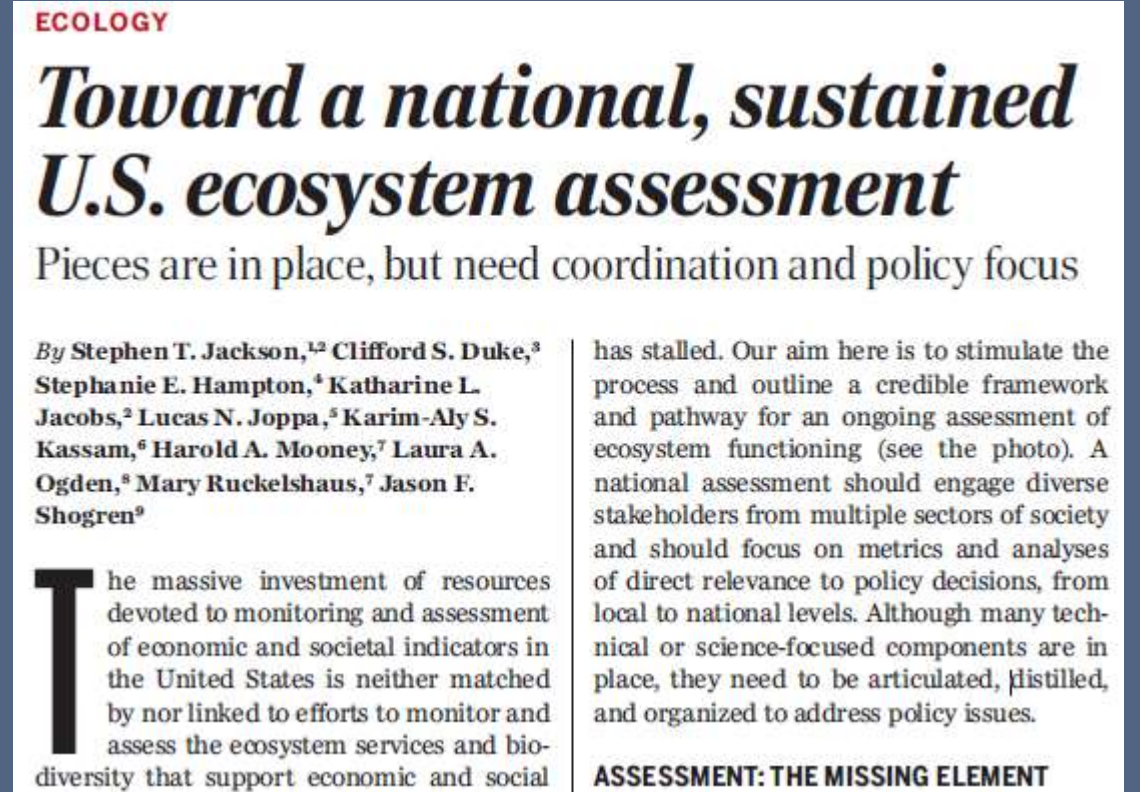 ECOLOGY
Toward a national, sustained
U.S. ecosystem assessment
Pieces are in place, but need coordination and policy focus
By Stephen T. Jackson,¹,² Clifford S. Duke,³
Stephanie E. Hampton,⁴ Katharine L.
Jacobs,² Lucas N. Joppa,⁵ Karim-Aly S.
Kassam,⁶ Harold A. Mooney,⁷ Laura A.
Ogden,⁸ Mary Ruckelshaus,⁷ Jason F.
Shogren⁹
The massive investment of resources
devoted to monitoring and assessment
of economic and societal indicators in
the United States is neither matched
by nor linked to efforts to monitor and
assess the ecosystem services and bio-
diversity that support economic and social
has stalled. Our aim here is to stimulate the
process and outline a credible framework
and pathway for an ongoing assessment of
ecosystem functioning (see the photo). A
national assessment should engage diverse
stakeholders from multiple sectors of society
and should focus on metrics and analyses
of direct relevance to policy decisions, from
local to national levels. Although many tech-
nical or science-focused components are in
place, they need to be articulated, distilled,
and organized to address policy issues.
ASSESSMENT: THE MISSING ELEMENT